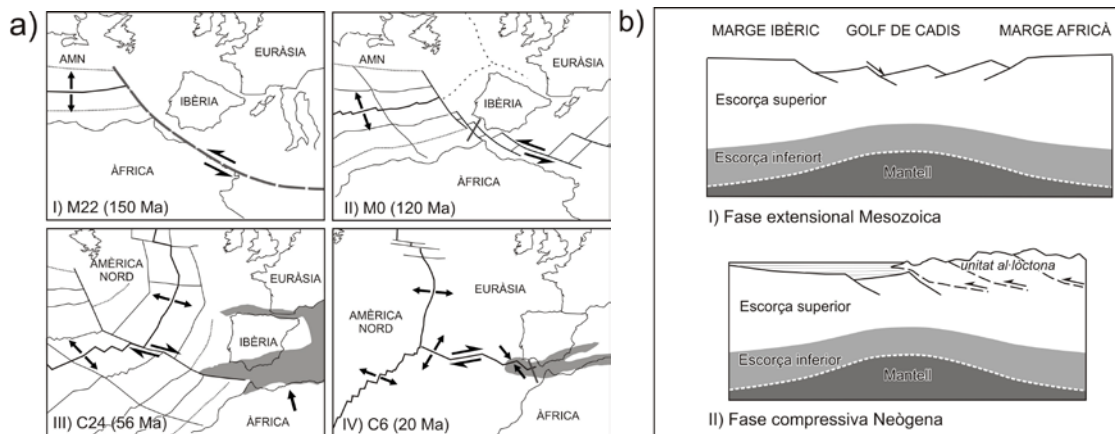 a)
AMN
EURÀSIA
IBÈRIA
ÀFRICA
I) M22 (150 Ma)
AMN
EURÀSIA
IBÈRIA
ÀFRICA
II) M0 (120 Ma)
AMÈRICA
NORD
EURÀSIA
IBÈRIA
ÀFRICA
III) C24 (56 Ma)
AMÈRICA
NORD
EURÀSIA
ÀFRICA
IV) C6 (20 Ma)
b)
MARGE IBÈRIC GOLF DE CADIS MARGE AFRICÀ
Escorça superior
Escorça inferiort
Mantell
I) Fase extensional Mesozoica
unitat al·lòctona
Escorça superior
Escorça inferior
Mantell
II) Fase compressiva Neògena